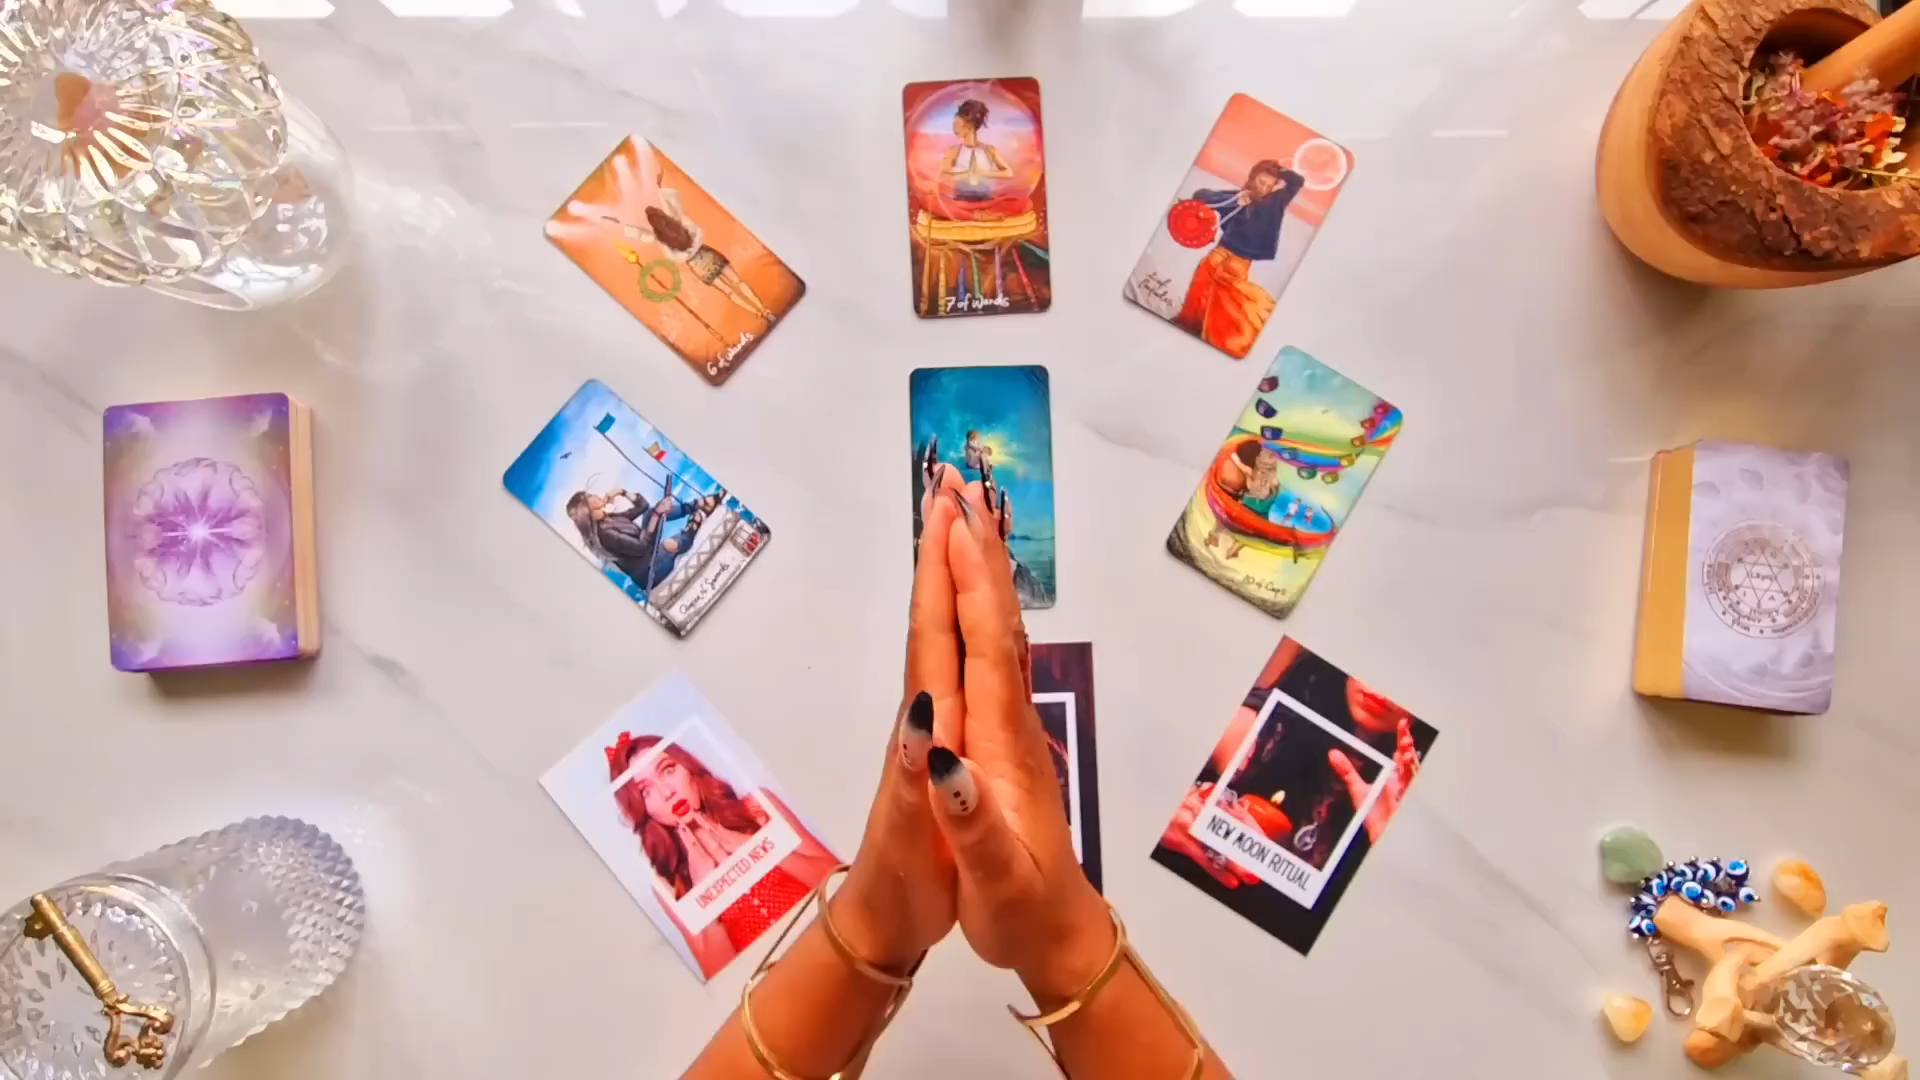 7 of Wands
6 of Wands
10 of Cups
Queen of Swords
UNEXPECTED NEWS
NEW MOON RITUAL